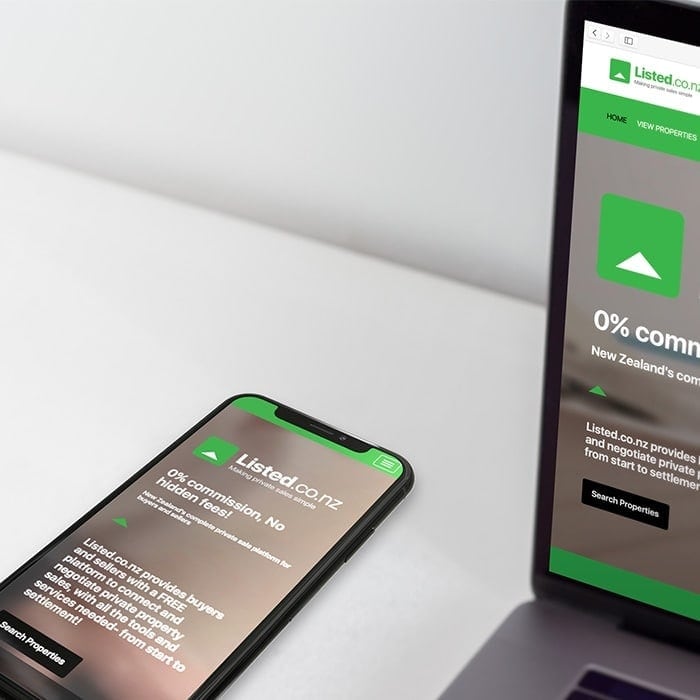 Listed.co.nz
Making private sales simple
0% commission, No
hidden fees!
New Zealand's complete private sale platform for
buyers and sellers
Listed.co.nz provides buyers
and sellers with a FREE
platform to connect and
negotiate private property
sales, with all the tools and
services needed- from start to
settlement!
Search Properties
Listed.co.nz
Making private sales simple
HOME VIEW PROPERTIES
0% comm
New Zealand's com
Listed.co.nz provides
and negotiate private
from start to settleme
Search Properties